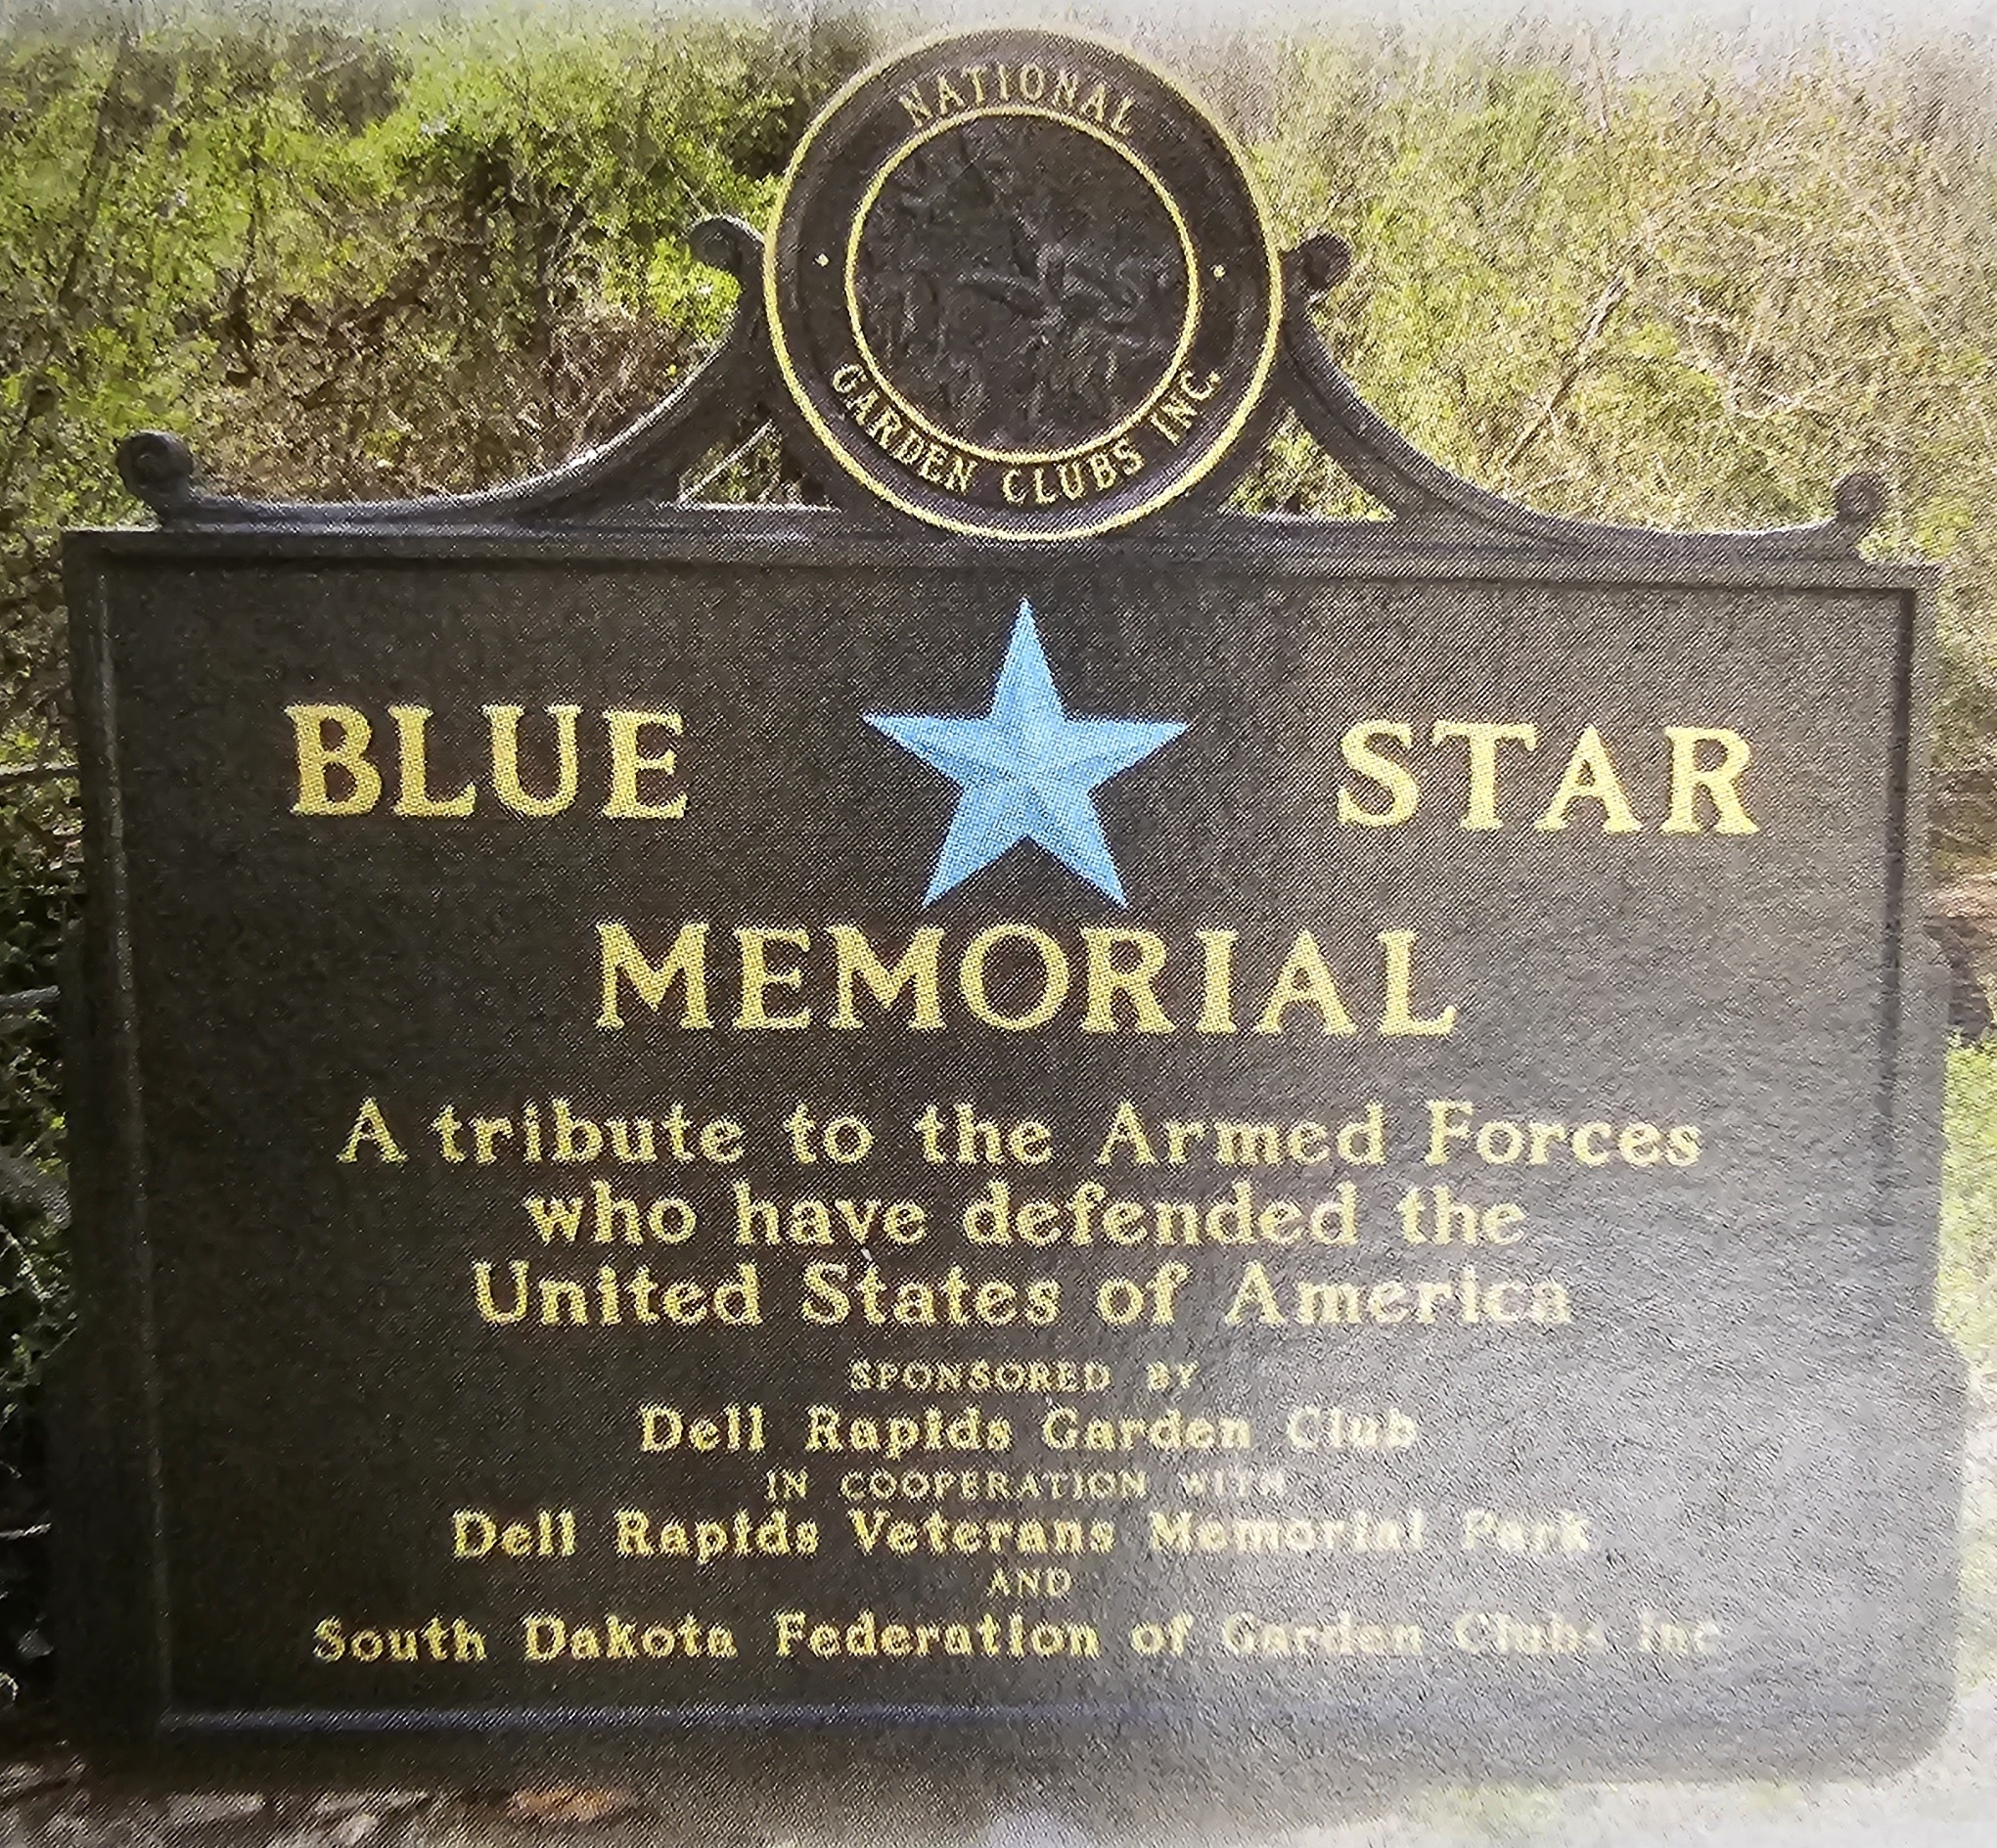 NATIONAL
GARDEN CLUBS INC.
BLUE STAR
MEMORIAL
A tribute to the Armed Forces
who have defended the
United States of America
SPONSORED BY
Dell Rapids Garden Club
IN COOPERATION WITH
Dell Rapids Veterans Memorial Park
AND
South Dakota Federation of Garden Clubs Inc